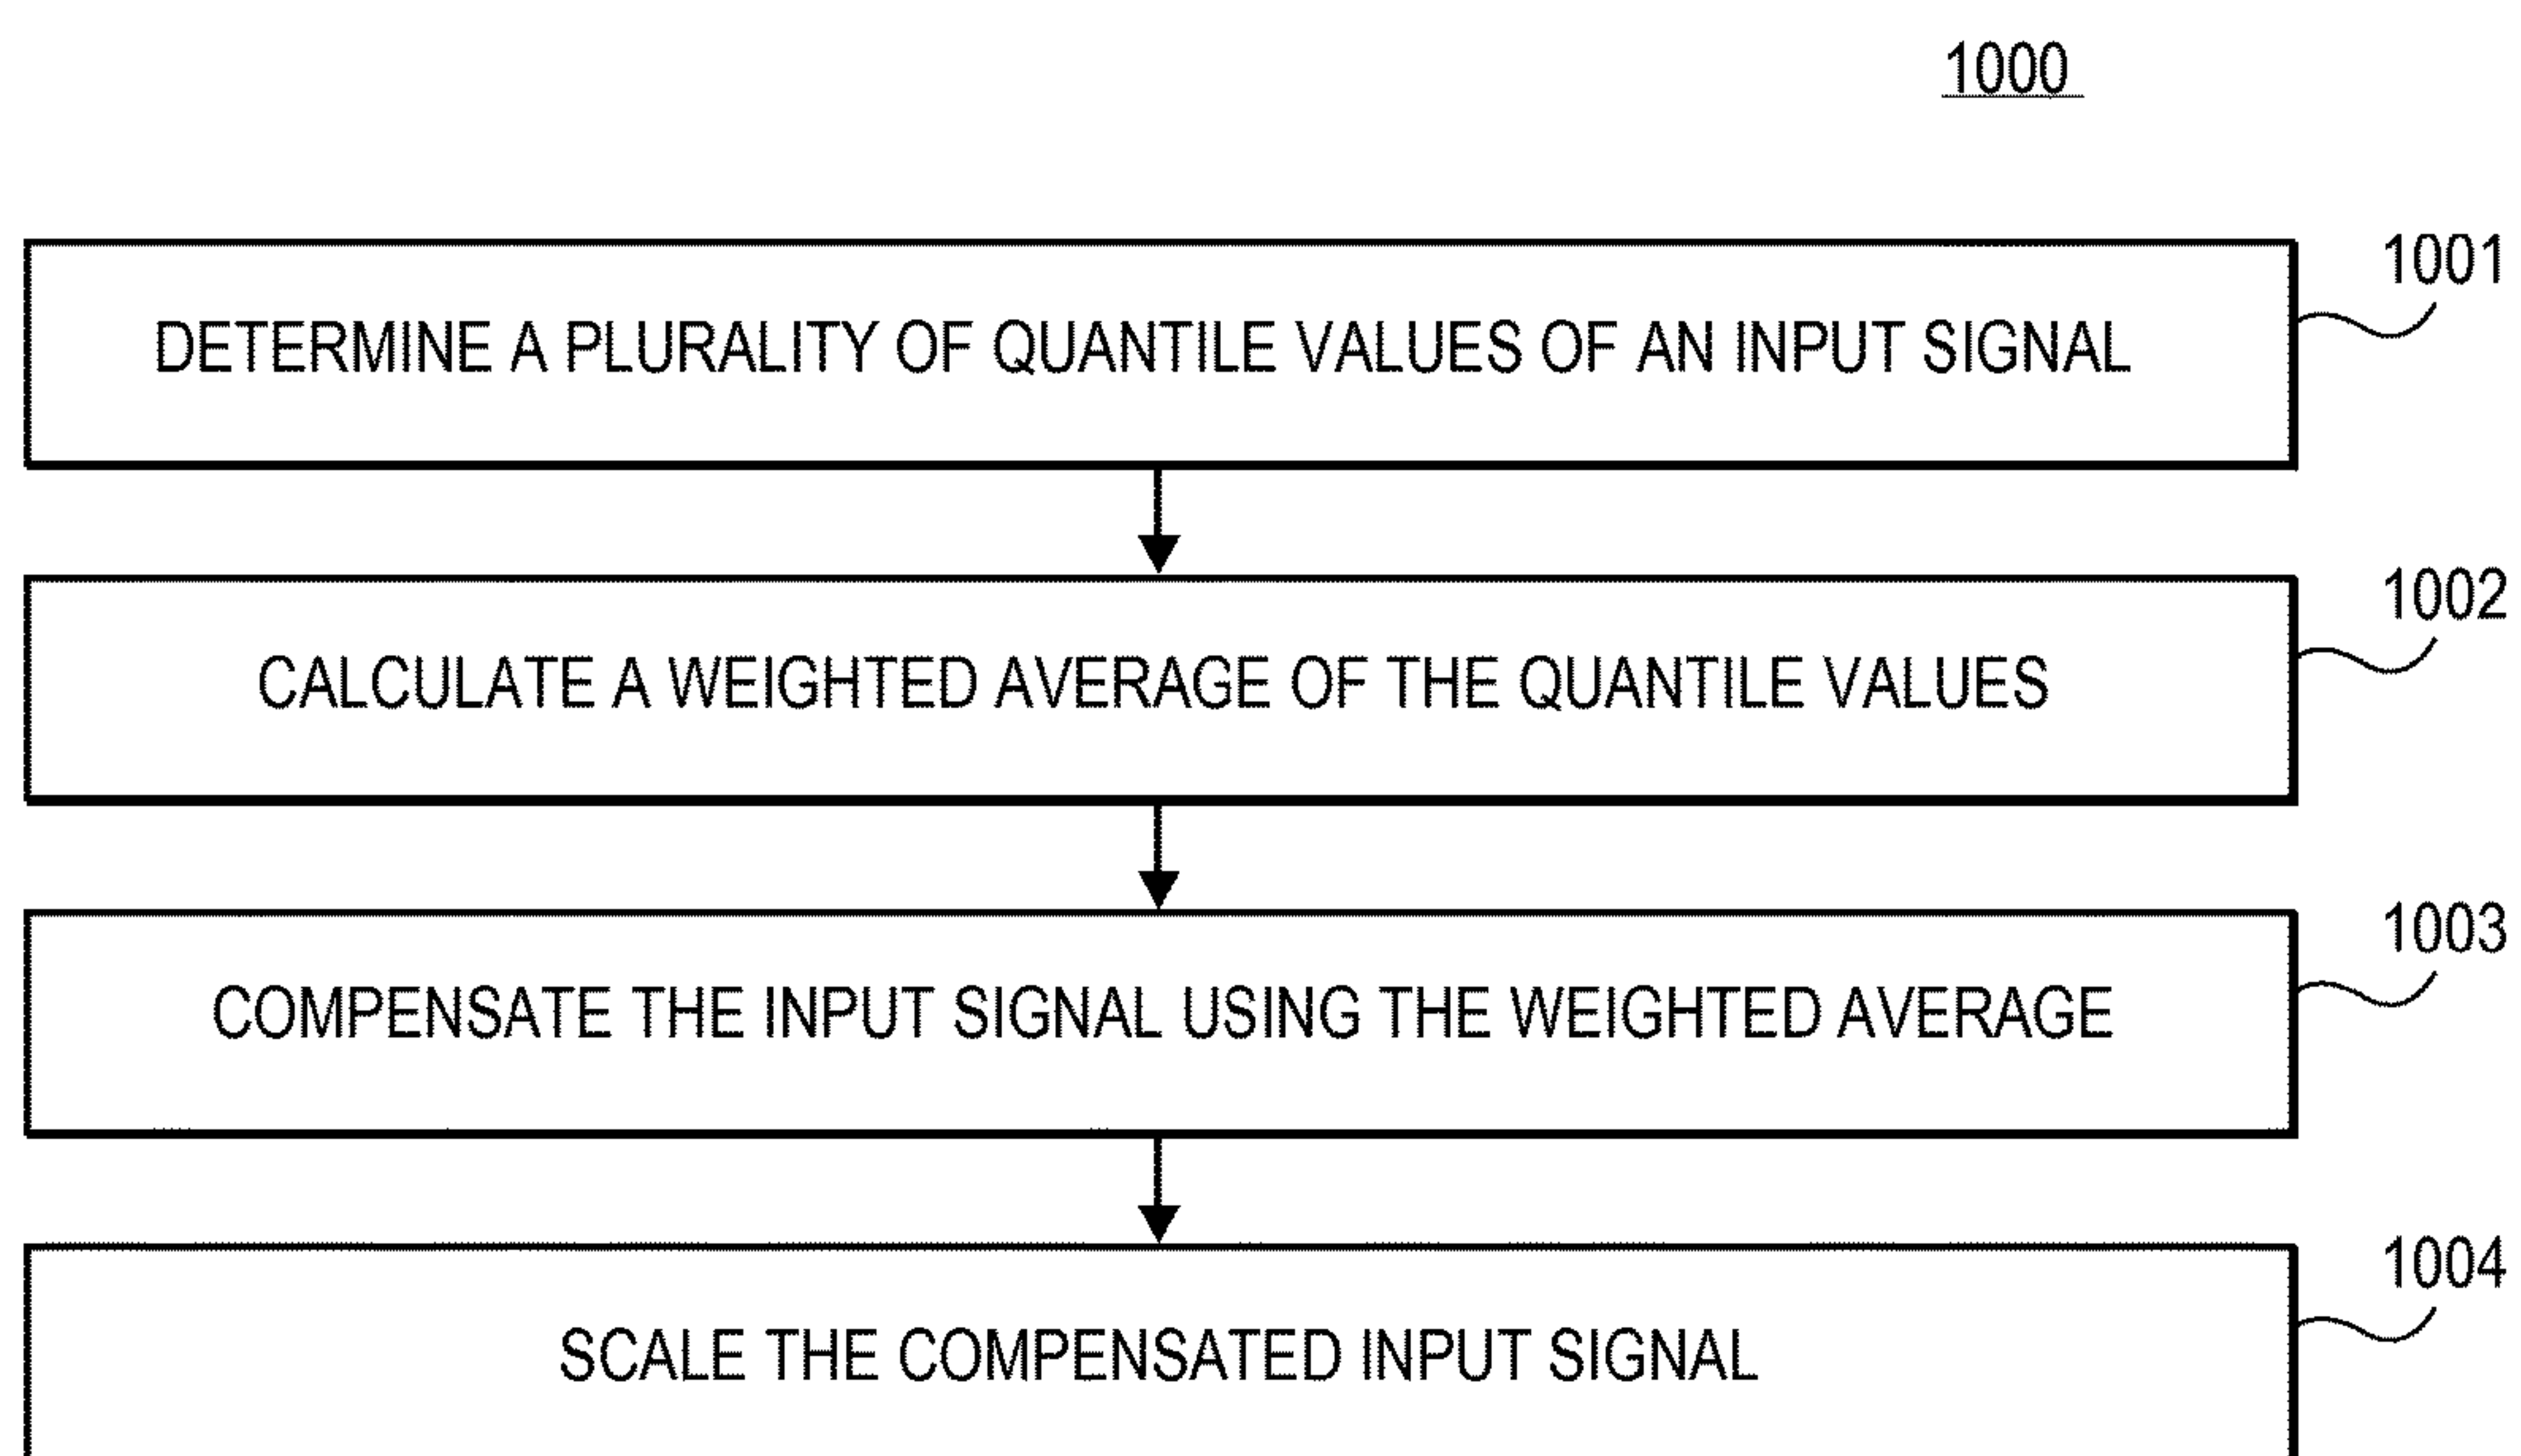 1000
1001
DETERMINE A PLURALITY OF QUANTILE VALUES OF AN INPUT SIGNAL
1002
CALCULATE A WEIGHTED AVERAGE OF THE QUANTILE VALUES
1003
COMPENSATE THE INPUT SIGNAL USING THE WEIGHTED AVERAGE
1004
SCALE THE COMPENSATED INPUT SIGNAL